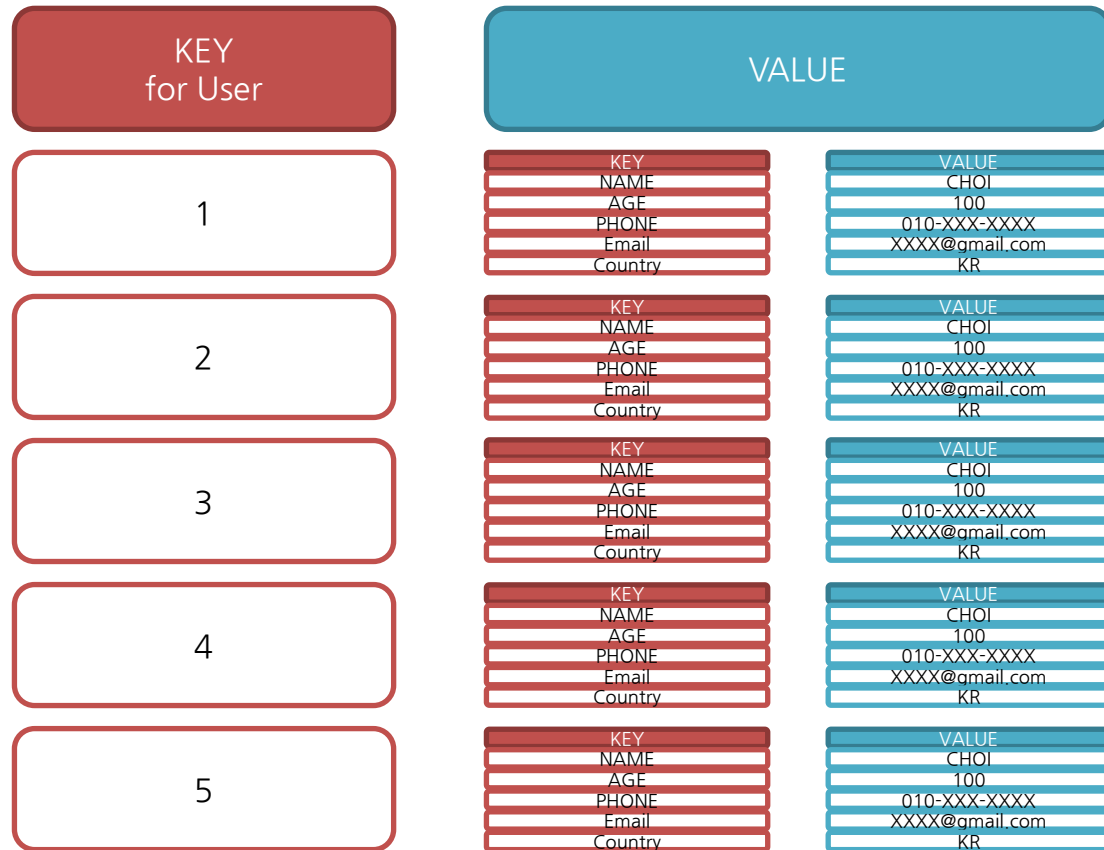 KEY
for User
VALUE
1
KEY
VALUE
NAME
CHOI
AGE
100
PHONE
010-XXX-XXXX
Email
XXXX@gmail.com
Country
KR
2
KEY
VALUE
NAME
CHOI
AGE
100
PHONE
010-XXX-XXXX
Email
XXXX@gmail.com
Country
KR
3
KEY
VALUE
NAME
CHOI
AGE
100
PHONE
010-XXX-XXXX
Email
XXXX@gmail.com
Country
KR
4
KEY
VALUE
NAME
CHOI
AGE
100
PHONE
010-XXX-XXXX
Email
XXXX@gmail.com
Country
KR
5
KEY
VALUE
NAME
CHOI
AGE
100
PHONE
010-XXX-XXXX
Email
XXXX@gmail.com
Country
KR